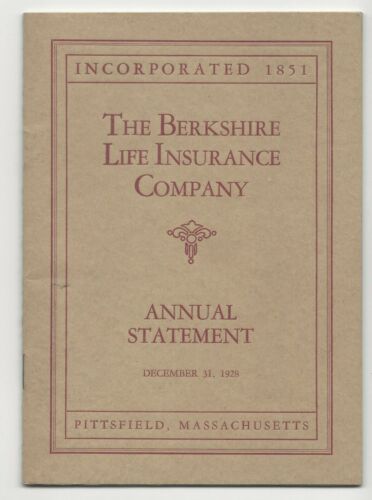 INCORPORATED 1851
THE BERKSHIRE
LIFE INSURANCE
COMPANY
ANNUAL
STATEMENT
DECEMBER 31, 1928
PITTSFIELD, MASSACHUSETTS